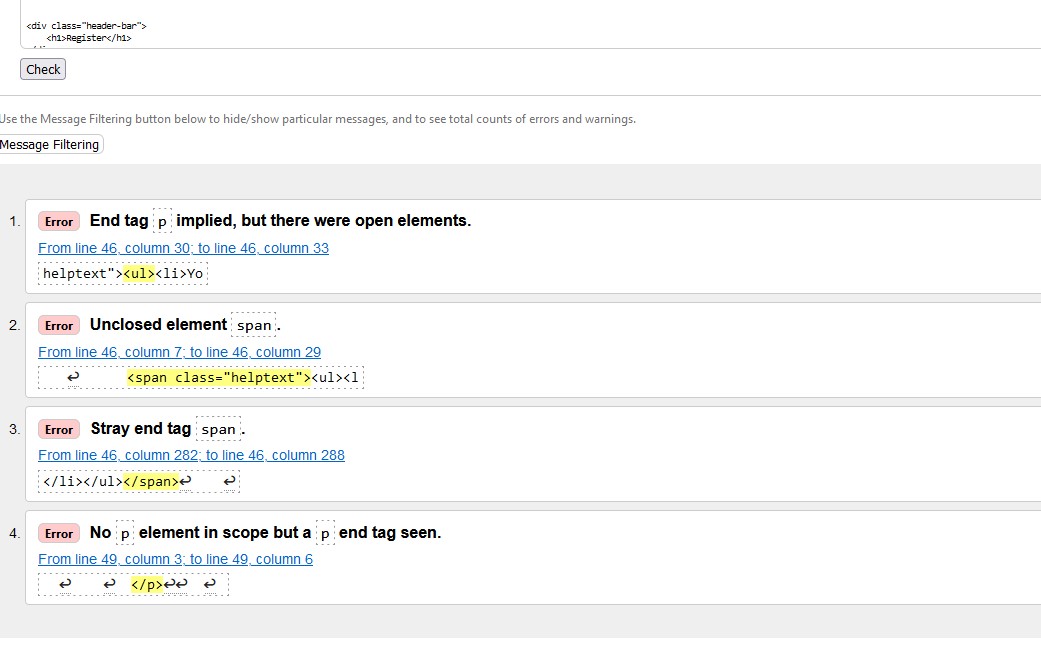 <div class="header-bar">
<h1>Register</h1>
Check
Use the Message Filtering button below to hide/show particular messages, and to see total counts of errors and warnings.
Message Filtering
1. Error End tag p implied, but there were open elements.
From line 46, column 30; to line 46, column 33
helptext"><ul><li>Yo
2. Error Unclosed element span.
From line 46, column 7; to line 46, column 29
↩ <span class="helptext"><ul><l
3. Error Stray end tag span.
From line 46, column 282; to line 46, column 288
</li></ul></span>↩ ↩
4. Error No p element in scope but a p end tag seen.
From line 49, column 3; to line 49, column 6
↩ ↩ </p>↩↩ ↩